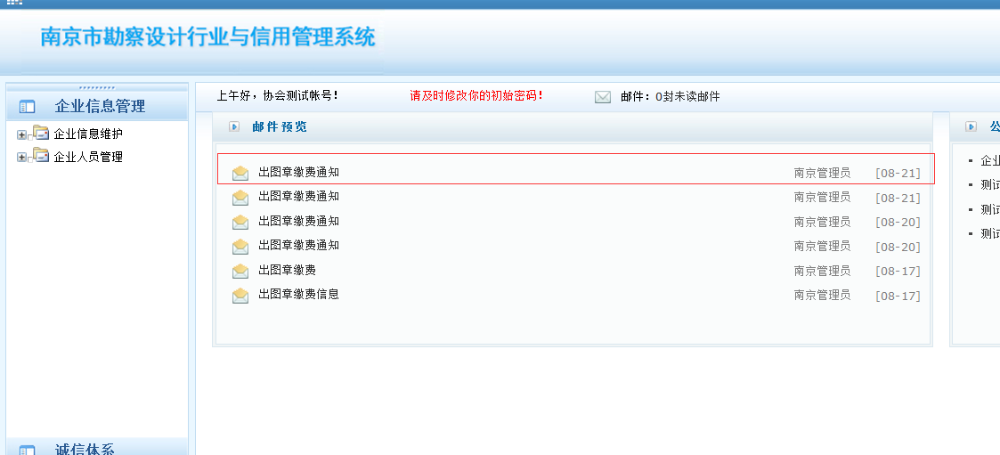 南京市勘察设计行业与信用管理系统
企业信息管理
企业信息维护
企业人员管理
诚信体系
上午好，协会测试帐号！ 请及时修改你的初始密码！ 邮件：0封未读邮件
邮件预览
出图章缴费通知 南京管理员 [08-21]
出图章缴费通知 南京管理员 [08-21]
出图章缴费通知 南京管理员 [08-20]
出图章缴费通知 南京管理员 [08-20]
出图章缴费 南京管理员 [08-17]
出图章缴费信息 南京管理员 [08-17]
公
企业
测试
测试
测试